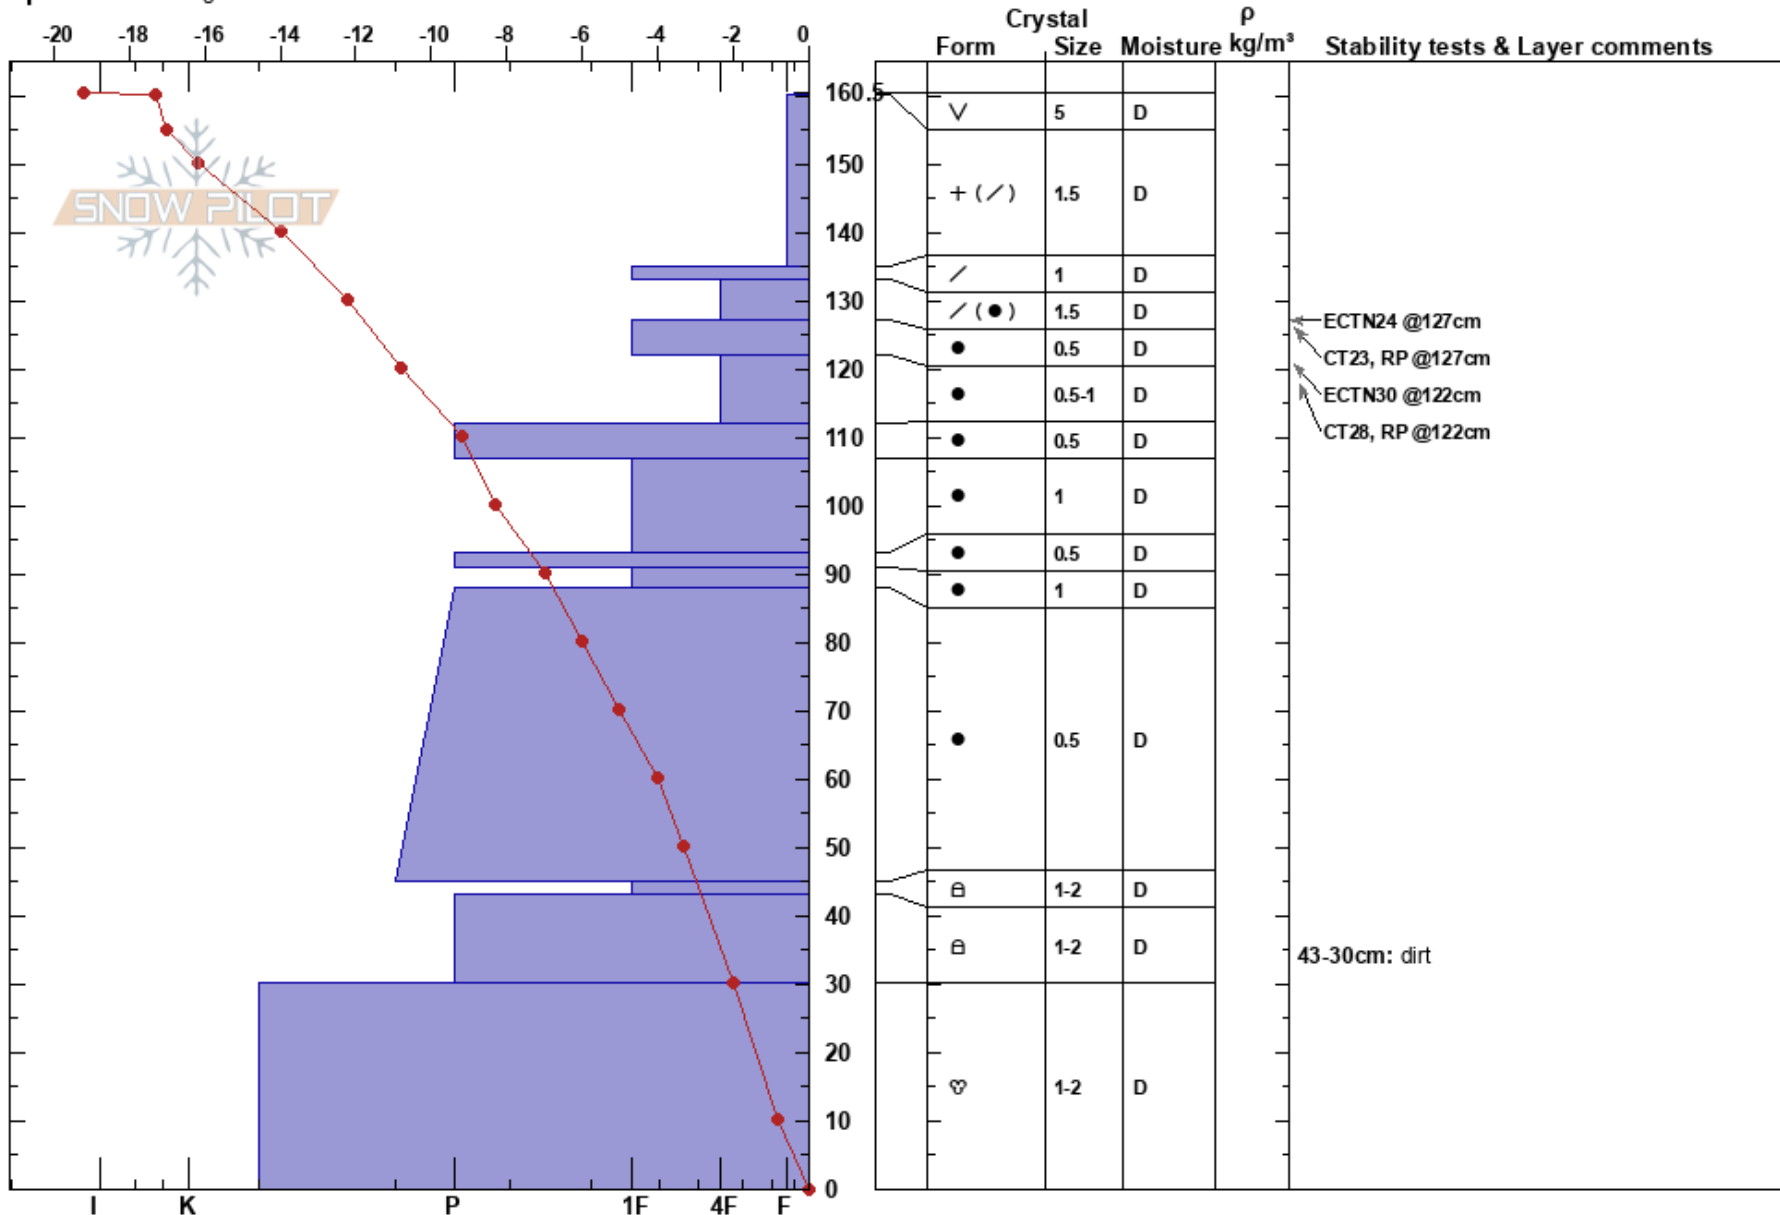 Crystal ρ
-20 -18 -16 -14 -12 -10 -8 -6 -4 -2 0 Form Size Moisture kg/m³ Stability tests & Layer comments
160.5 V 5 D
SNOW PILOT
150
+ ( / ) 1.5 D
140
/ 1 D
130 / ( ● ) 1.5 D
ECTN24 @127cm
● 0.5 D
CT23, RP @127cm
120
● 0.5-1 D ECTN30 @122cm
CT28, RP @122cm
110 ● 0.5 D
● 1 D
100
● 0.5 D
90
● 1 D
80
70
● 0.5 D
60
50
1-2 D
40
1-2 D
43-30cm: dirt
30
20
1-2 D
10
0
I K P 1F 4F F